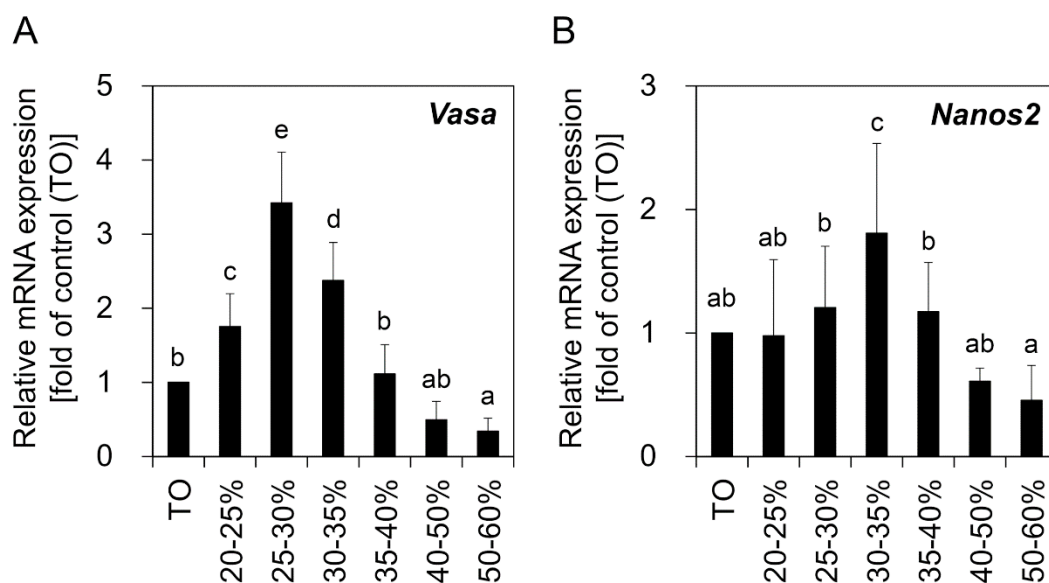 A
Relative mRNA expression
[fold of control (TO)]
5
4
3
2
1
0
Vasa
b
c
e
d
b
ab
a
TO
20-25%
25-30%
30-35%
35-40%
40-50%
50-60%
B
Relative mRNA expression
[fold of control (TO)]
3
2
1
0
Nanos2
ab
ab
b
c
b
ab
a
TO
20-25%
25-30%
30-35%
35-40%
40-50%
50-60%